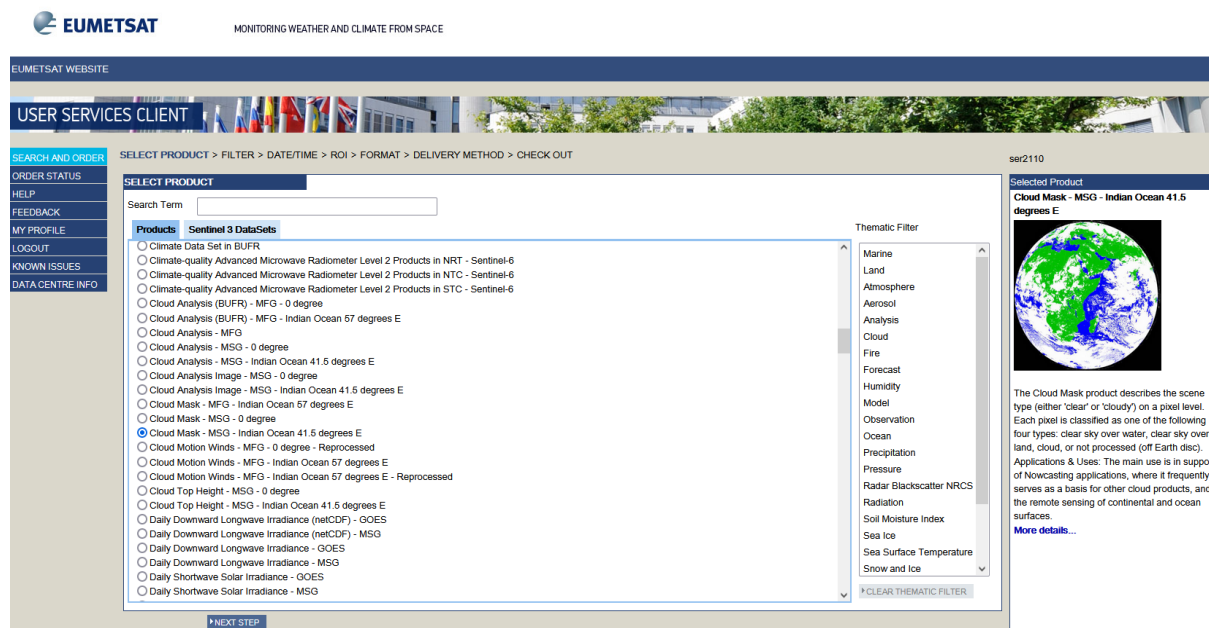 EUMETSAT
MONITORING WEATHER AND CLIMATE FROM SPACE
EUMETSAT WEBSITE
USER SERVICES CLIENT
SEARCH AND ORDER
ORDER STATUS
HELP
FEEDBACK
MY PROFILE
LOGOUT
KNOWN ISSUES
DATA CENTRE INFO
SELECT PRODUCT > FILTER > DATE/TIME > ROI > FORMAT > DELIVERY METHOD > CHECK OUT
SELECT PRODUCT
Search Term
Products Sentinel 3 DataSets
Climate Data Set in BUFR
Climate-quality Advanced Microwave Radiometer Level 2 Products in NRT - Sentinel-6
Climate-quality Advanced Microwave Radiometer Level 2 Products in NTC - Sentinel-6
Climate-quality Advanced Microwave Radiometer Level 2 Products in STC - Sentinel-6
Cloud Analysis (BUFR) - MFG - 0 degree
Cloud Analysis (BUFR) - MFG - Indian Ocean 57 degrees E
Cloud Analysis - MFG
Cloud Analysis - MSG - 0 degree
Cloud Analysis - MSG - Indian Ocean 41.5 degrees E
Cloud Analysis Image - MSG - 0 degree
Cloud Analysis Image - MSG - Indian Ocean 41.5 degrees E
Cloud Mask - MFG - Indian Ocean 57 degrees E
Cloud Mask - MSG - 0 degree
Cloud Mask - MSG - Indian Ocean 41.5 degrees E
Cloud Motion Winds - MFG - 0 degree - Reprocessed
Cloud Motion Winds - MFG - Indian Ocean 57 degrees E
Cloud Motion Winds - MFG - Indian Ocean 57 degrees E - Reprocessed
Cloud Top Height - MSG - 0 degree
Cloud Top Height - MSG - Indian Ocean 41.5 degrees E
Daily Downward Longwave Irradiance (netCDF) - GOES
Daily Downward Longwave Irradiance (netCDF) - MSG
Daily Downward Longwave Irradiance - GOES
Daily Downward Longwave Irradiance - MSG
Daily Shortwave Solar Irradiance - GOES
Daily Shortwave Solar Irradiance - MSG
NEXT STEP
Thematic Filter
Marine
Land
Atmosphere
Aerosol
Analysis
Cloud
Fire
Forecast
Humidity
Model
Observation
Ocean
Precipitation
Pressure
Radar Blackscatter NRCS
Radiation
Soil Moisture Index
Sea Ice
Sea Surface Temperature
Snow and Ice
CLEAR THEMATIC FILTER
ser2110
Selected Product
Cloud Mask - MSG - Indian Ocean 41.5
degrees E
The Cloud Mask product describes the scene
type (either 'clear' or 'cloudy') on a pixel level.
Each pixel is classified as one of the following
four types: clear sky over water, clear sky over
land, cloud, or not processed (off Earth disc).
Applications & Uses: The main use is in suppo
of Nowcasting applications, where it frequently
serves as a basis for other cloud products, and
the remote sensing of continental and ocean
surfaces.
More details...